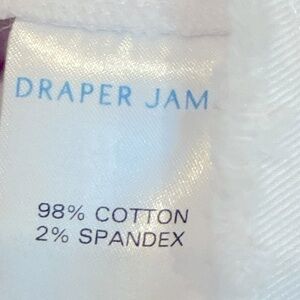 DRAPER JAM
98% COTTON
2% SPANDEX